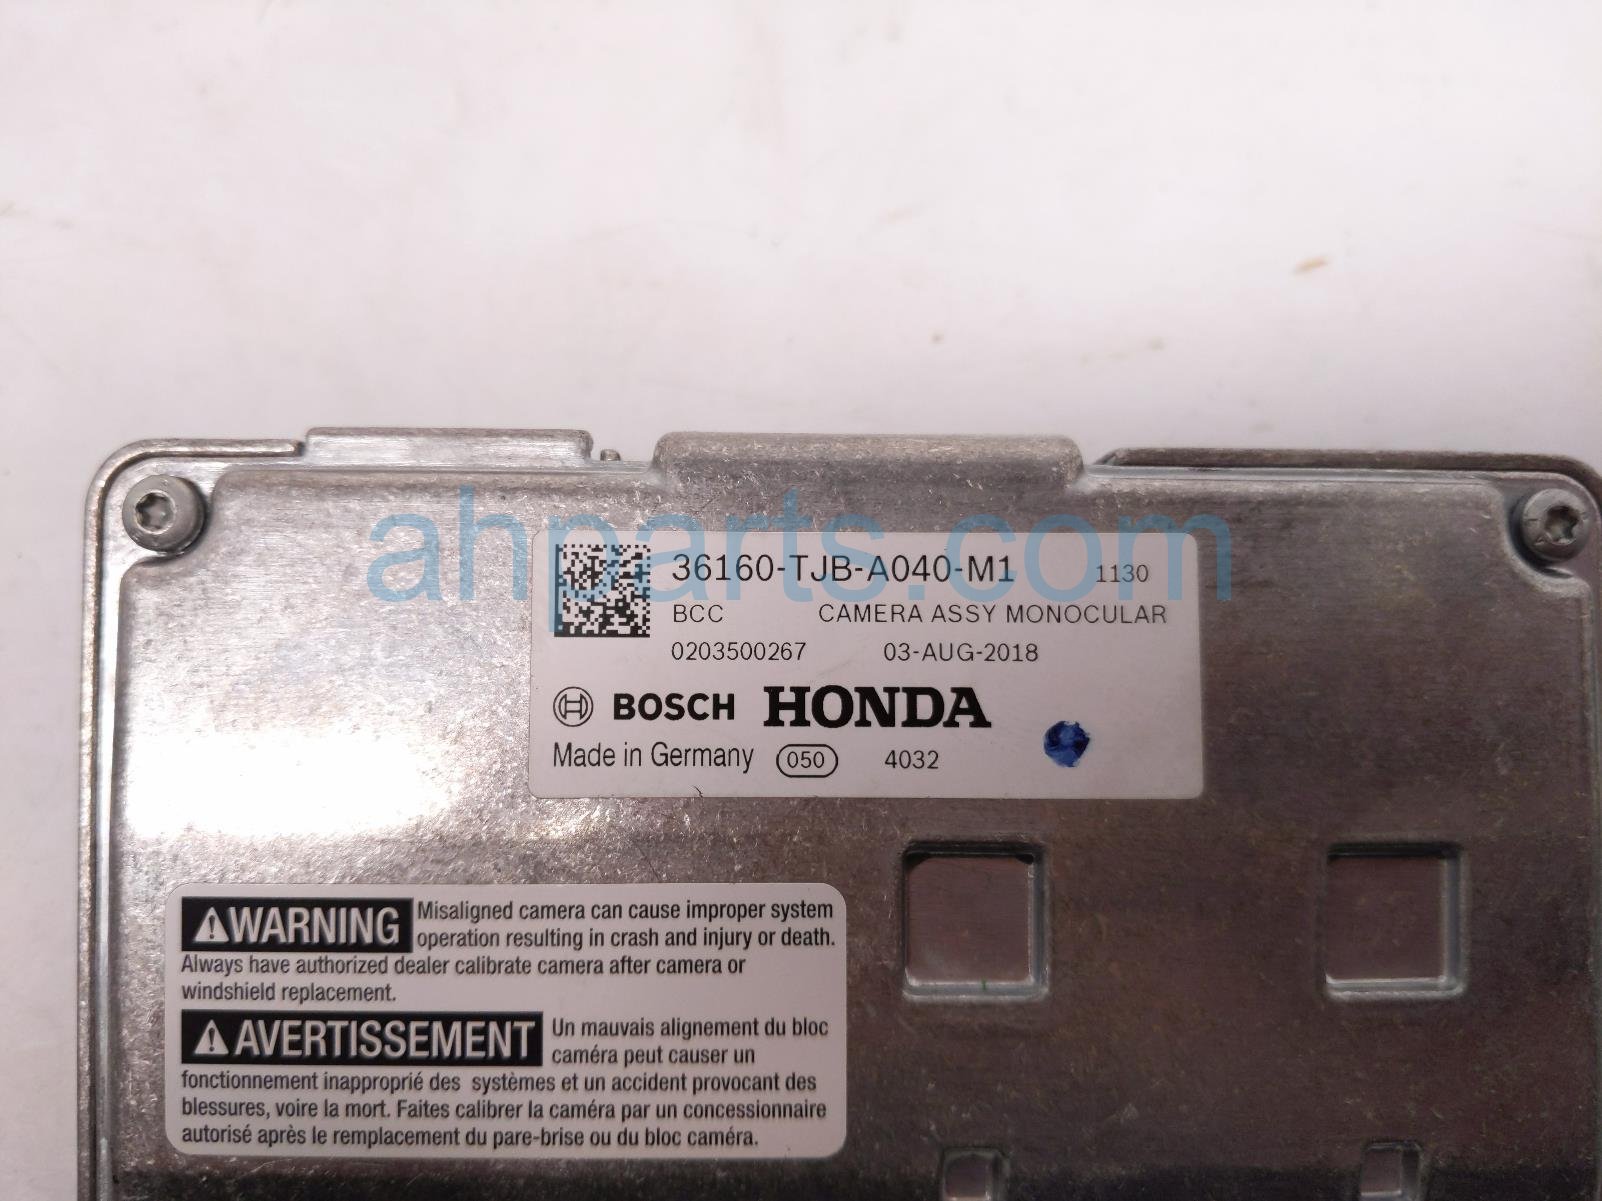 ahparts.com
36160-TJB-A040-M1 1130
BCC CAMERA ASSY MONOCULAR
0203500267 03-AUG-2018
BOSCH HONDA
Made in Germany 050 4032
WARNING Misaligned camera can cause improper system
operation resulting in crash and injury or death.
Always have authorized dealer calibrate camera after camera or
windshield replacement.
AVERTISSEMENT Un mauvais alignement du bloc
caméra peut causer un
fonctionnement inapproprié des systèmes et un accident provocant des
blessures, voire la mort. Faites calibrer la caméra par un concessionnaire
autorisé après le remplacement du pare-brise ou du bloc caméra.